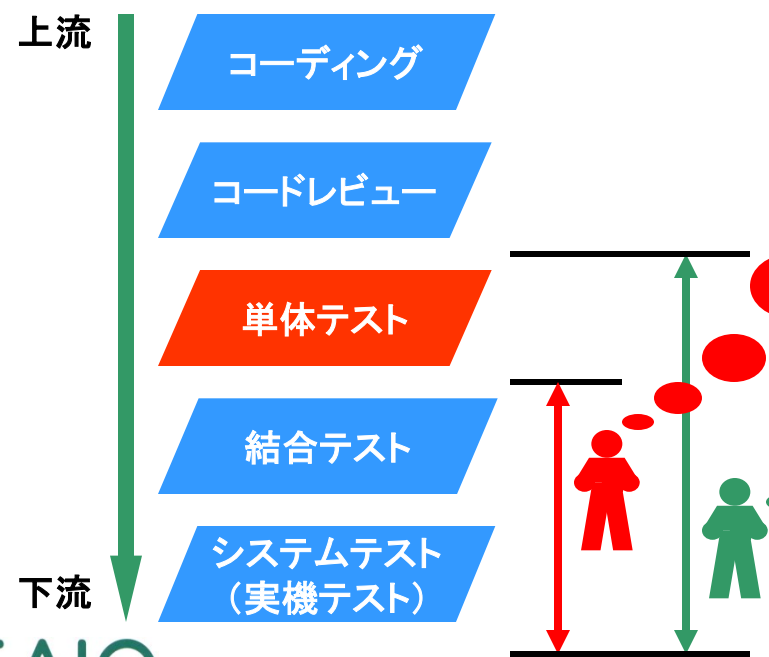 上流
コーディング
コードレビュー
単体テスト
結合テスト
システムテスト
（実機テスト）
下流